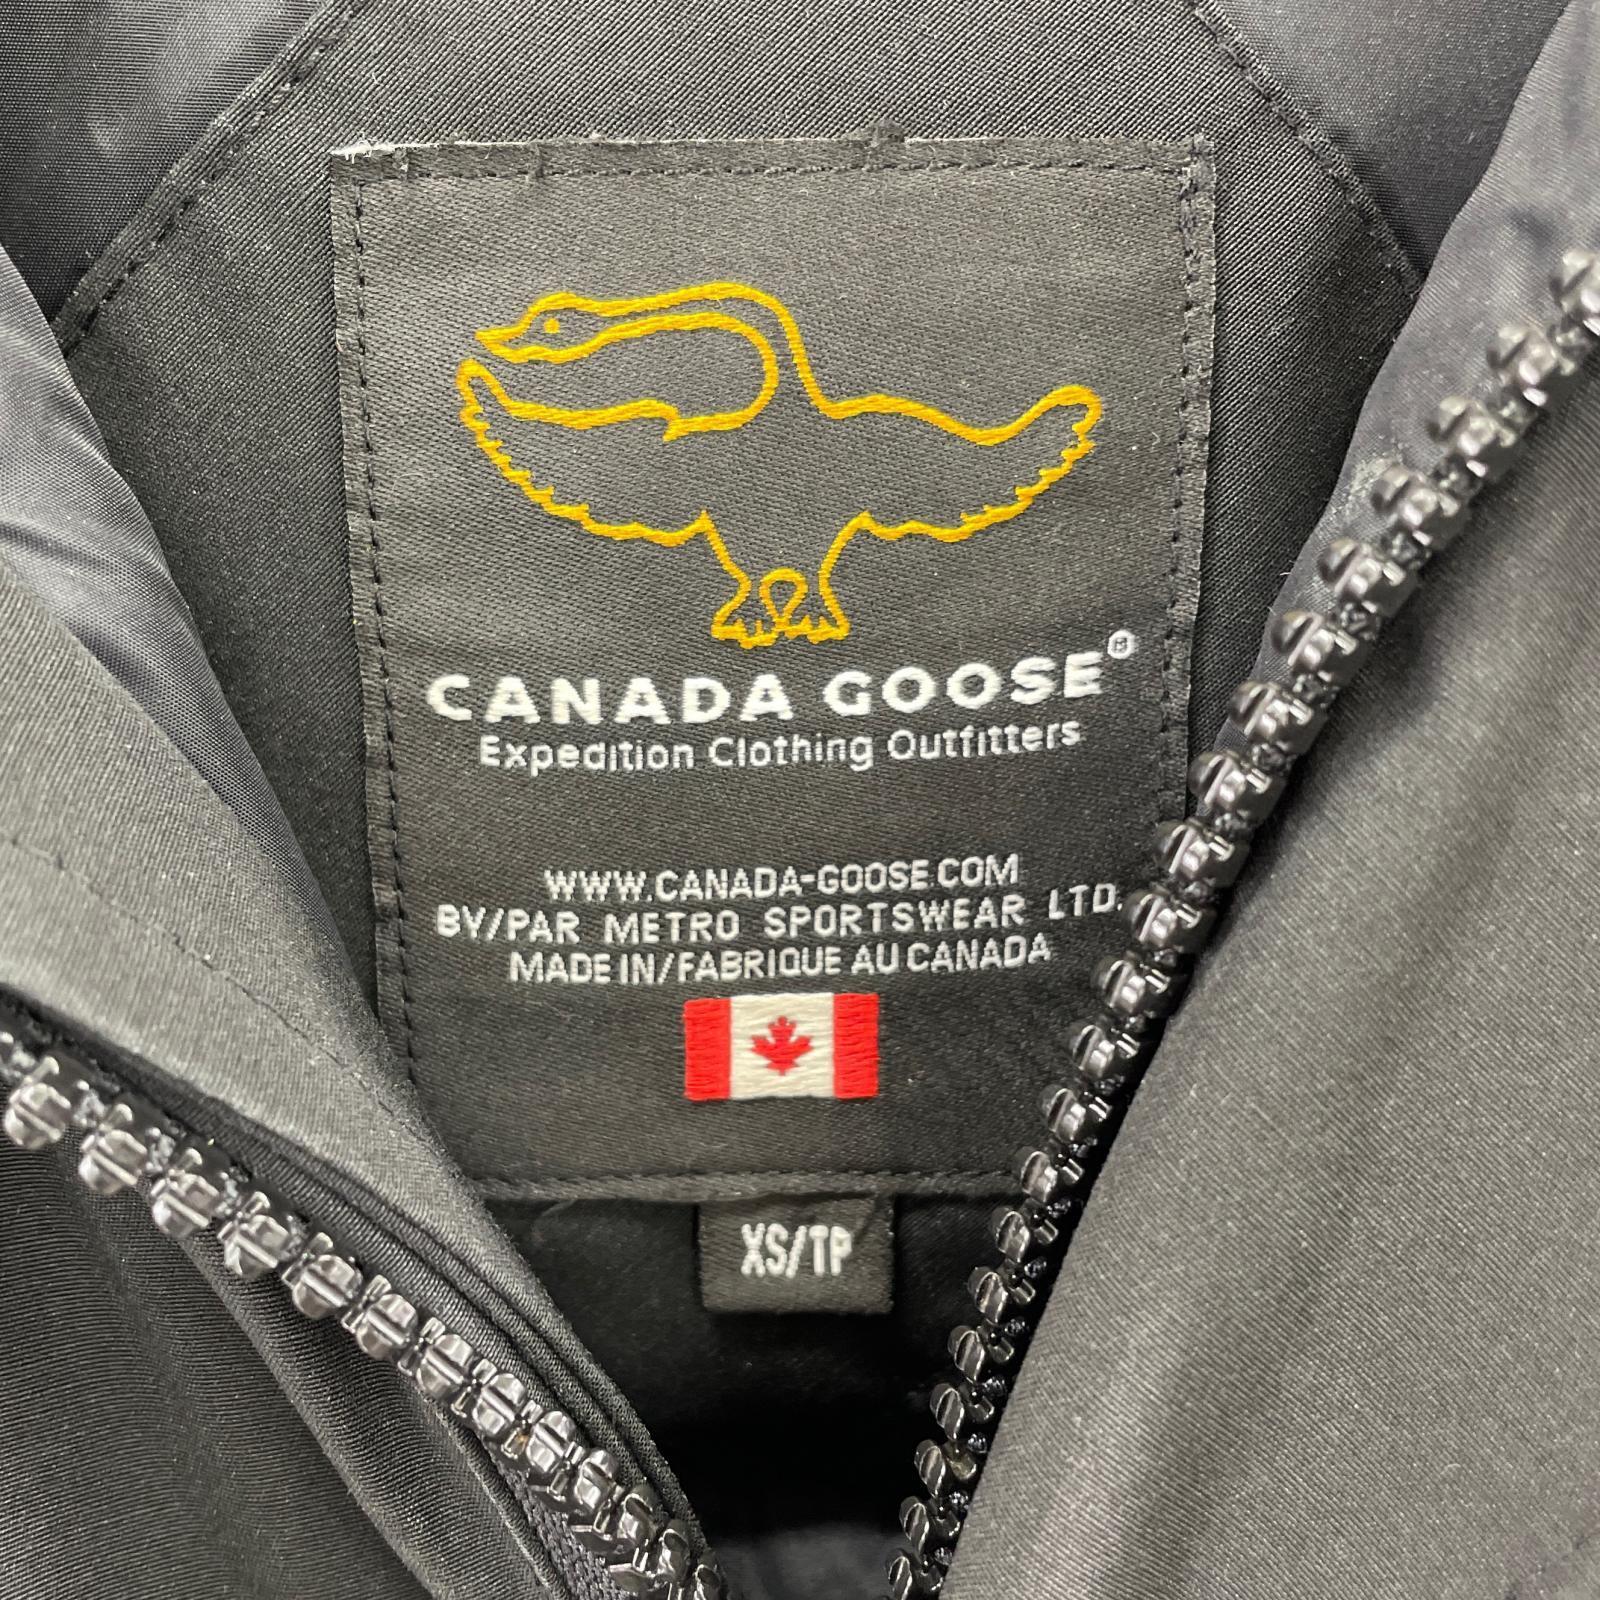 CANADA GOOSE®
Expedition Clothing Outfitters
WWW.CANADA-GOOSE.COM
BY/PAR METRO SPORTSWEAR LTD.
MADE IN/FABRIQUE AU CANADA
XS/TP